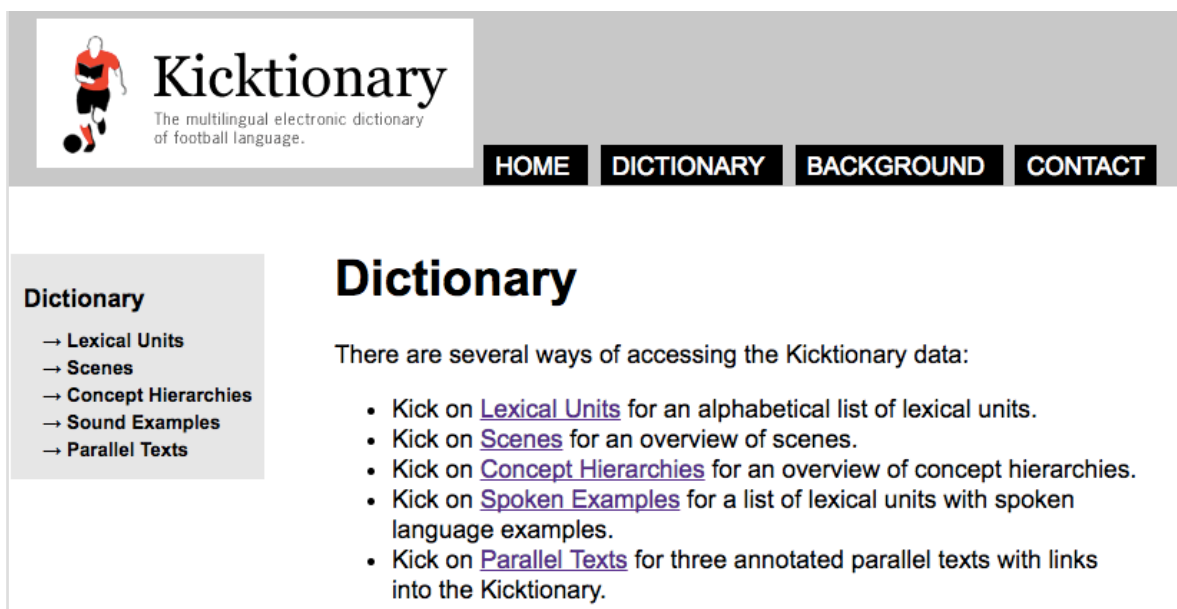 Kicktionary
The multilingual electronic dictionary
of football language.
HOME DICTIONARY BACKGROUND CONTACT
Dictionary
→ Lexical Units
→ Scenes
→ Concept Hierarchies
→ Sound Examples
→ Parallel Texts
Dictionary
There are several ways of accessing the Kicktionary data:
• Kick on Lexical Units for an alphabetical list of lexical units.
• Kick on Scenes for an overview of scenes.
• Kick on Concept Hierarchies for an overview of concept hierarchies.
• Kick on Spoken Examples for a list of lexical units with spoken
language examples.
• Kick on Parallel Texts for three annotated parallel texts with links
into the Kicktionary.